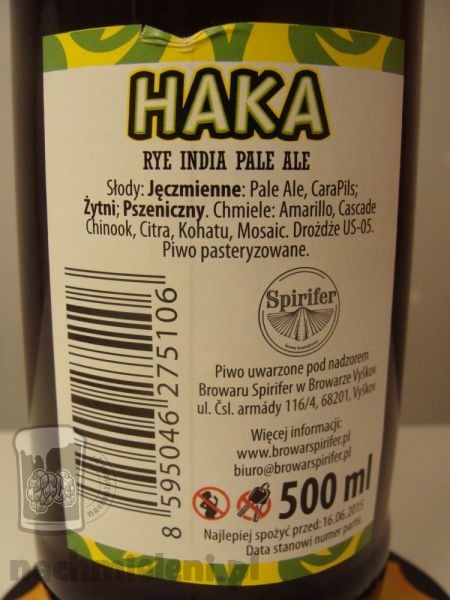 HAKA
RYE INDIA PALE ALE
Słody: Jęczmienne: Pale Ale, CaraPils;
Żytni; Pszeniczny. Chmiele: Amarillo, Cascade
Chinook, Citra, Kohatu, Mosaic. Drożdże US-05.
Piwo pasteryzowane.
Spirifer
Piwo uwarzone pod nadzorem
Browaru Spirifer w Browarze Vyškov
ul. Čsl. armády 116/4, 68201, Vyškov
Więcej informacji:
www.browarspirifer.pl
biuro@browarspirifer.pl
500 ml
Najlepiej spożyć przed: 16.06.2015
Data stanowi numer partii.
8 595046 275106
nachmieleni.pl